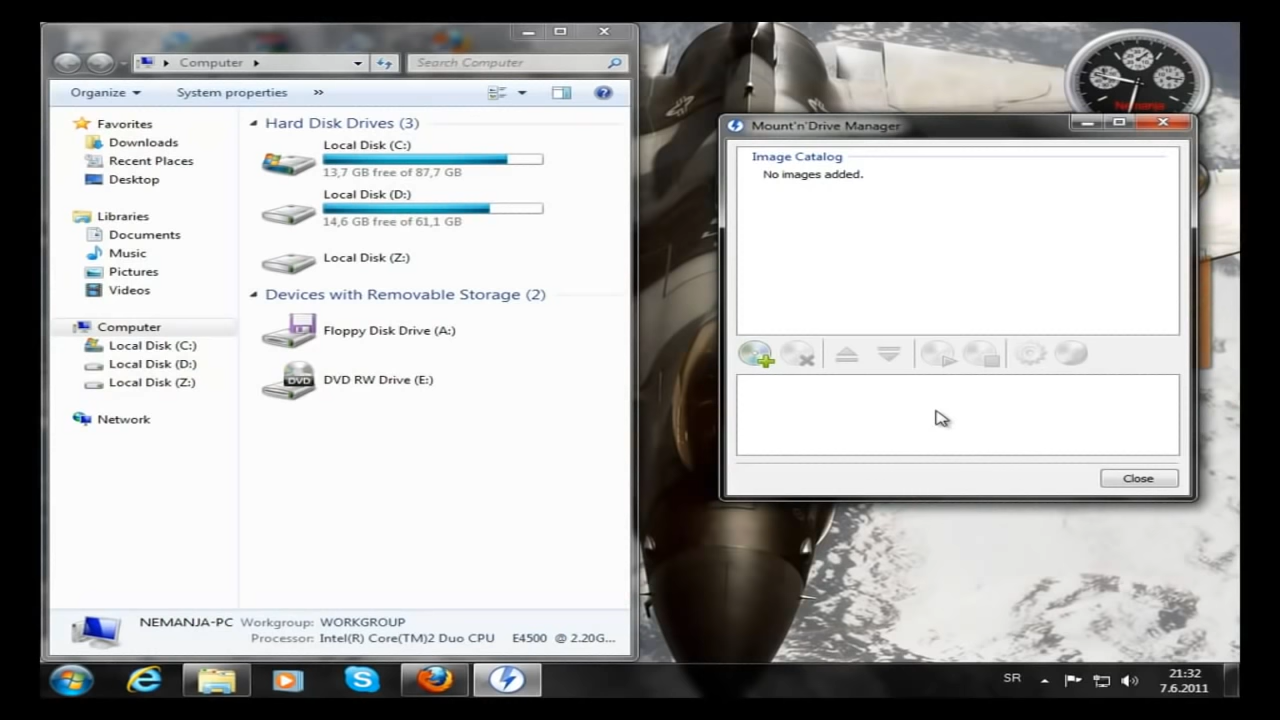 Computer
Search Computer
Organize
System properties
»
Favorites
Downloads
Recent Places
Desktop
Libraries
Documents
Music
Pictures
Videos
Computer
Local Disk (C:)
Local Disk (D:)
Local Disk (Z:)
Network
Hard Disk Drives (3)
Local Disk (C:)
13,7 GB free of 87,7 GB
Local Disk (D:)
14,6 GB free of 61,1 GB
Local Disk (Z:)
Devices with Removable Storage (2)
Floppy Disk Drive (A:)
DVD
DVD RW Drive (E:)
NEMANJA-PC Workgroup: WORKGROUP
Processor: Intel(R) Core(TM)2 Duo CPU E4500 @ 2.20G...
Nemanja
Mount'n'Drive Manager
Image Catalog
No images added.
Close
SR
21:32
7.6.2011